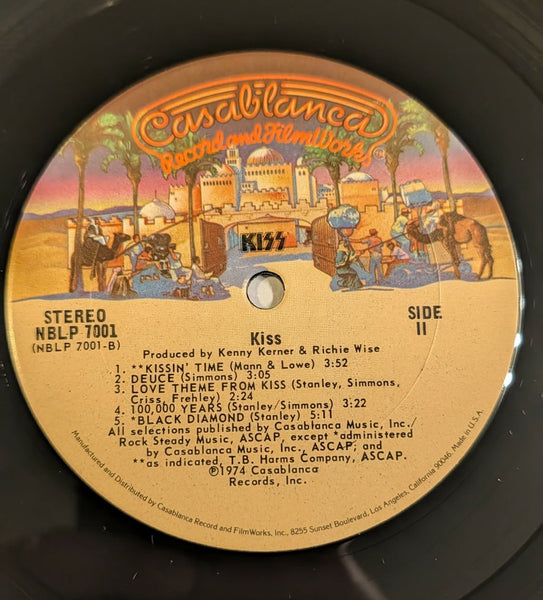 Casablanca
Record and FilmWorks
KISS
STEREO
NBLP 7001
(NBLP 7001-B)
SIDE
II
Kiss
Produced by Kenny Kerner & Richie Wise
1. **KISSIN' TIME (Mann & Lowe) 3:52
2. DEUCE (Simmons) 3:05
3. LOVE THEME FROM KISS (Stanley, Simmons,
Criss, Frehley) 2:24
4. 100,000 YEARS (Stanley/Simmons) 3:22
5. *BLACK DIAMOND (Stanley) 5:11
All selections published by Casablanca Music, Inc./
Rock Steady Music, ASCAP, except *administered
by Casablanca Music, Inc., ASCAP; and
**as indicated, T.B. Harms Company, ASCAP.
℗1974 Casablanca
Records, Inc.
Manufactured and Distributed by Casablanca Record and FilmWorks, Inc., 8255 Sunset Boulevard, Los Angeles, California 90046. Made in U.S.A.